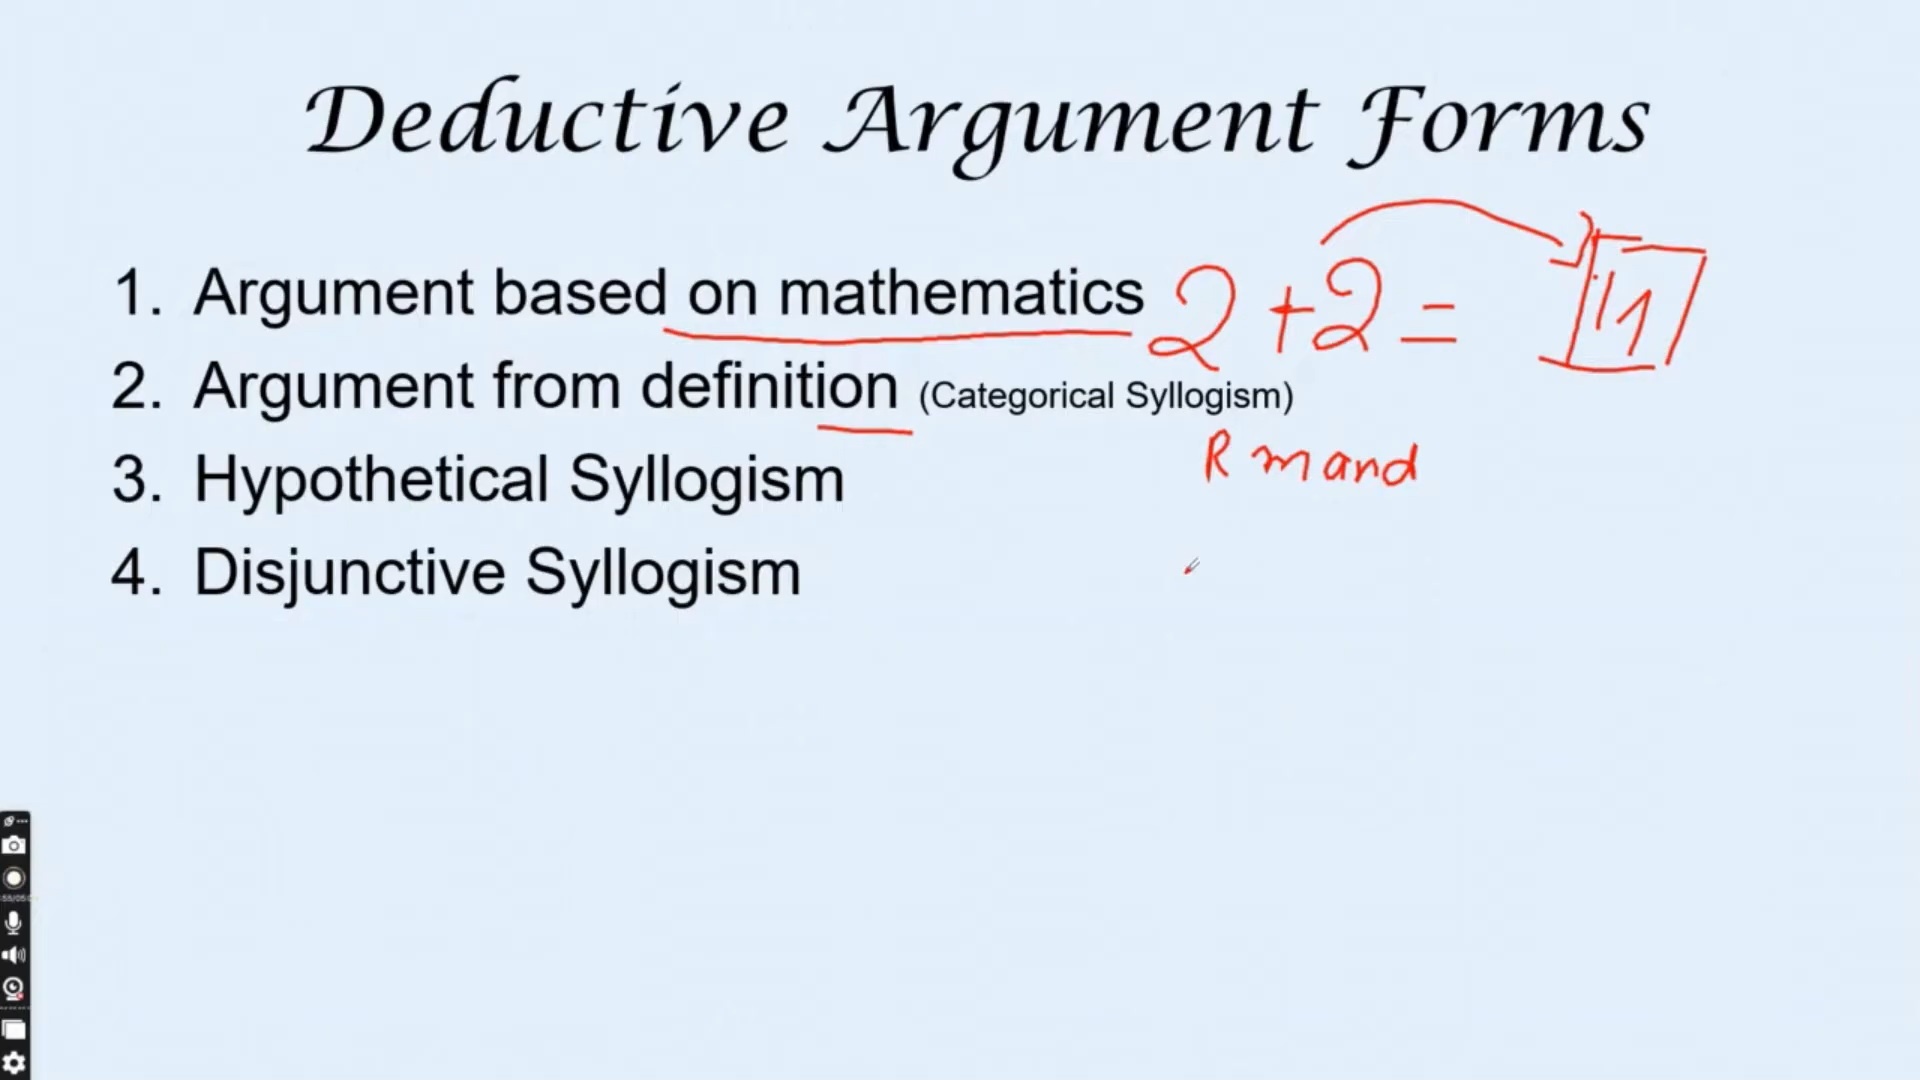 Deductive Argument Forms
1. Argument based on mathematics 2 + 2 =
2. Argument from definition (Categorical Syllogism)
R mand
3. Hypothetical Syllogism
4. Disjunctive Syllogism